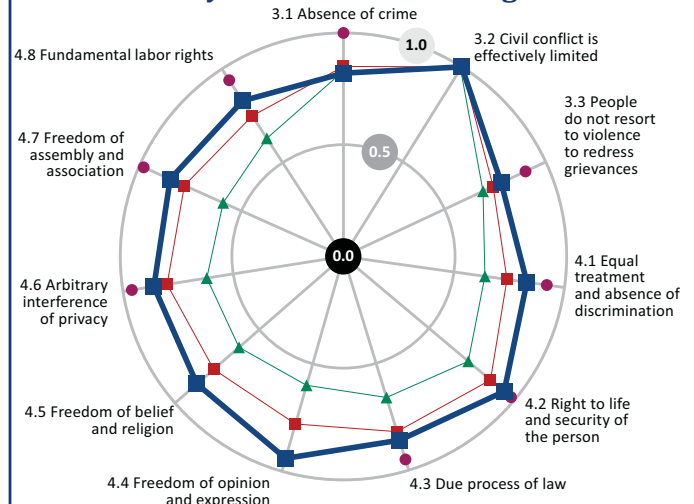 3.1 Absence of crime
1.0
3.2 Civil conflict is
effectively limited
4.8 Fundamental labor rights
3.3 People
do not resort
to violence
to redress
grievances
0.5
4.7 Freedom of
assembly and
association
0.0
4.1 Equal
treatment
and absence of
discrimination
4.6 Arbitrary
interference
of privacy
4.2 Right to life
and security of
the person
4.5 Freedom of belief
and religion
4.3 Due process of law
4.4 Freedom of opinion
and expression